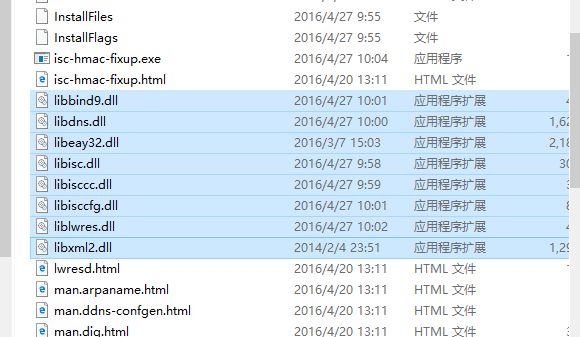 InstallFiles 2016/4/27 9:55 文件
InstallFlags 2016/4/27 9:55 文件
isc-hmac-fixup.exe 2016/4/27 10:04 应用程序
isc-hmac-fixup.html 2016/4/20 13:11 HTML 文件
libbind9.dll 2016/4/27 10:01 应用程序扩展
libdns.dll 2016/4/27 10:00 应用程序扩展 1,62
libeay32.dll 2016/3/7 15:03 应用程序扩展 2,18
libisc.dll 2016/4/27 9:58 应用程序扩展 30
libisccc.dll 2016/4/27 9:59 应用程序扩展 3
libisccfg.dll 2016/4/27 10:01 应用程序扩展 8
liblwres.dll 2016/4/27 10:02 应用程序扩展 4
libxml2.dll 2014/2/4 23:51 应用程序扩展 1,29
lwresd.html 2016/4/20 13:11 HTML 文件
man.arpaname.html 2016/4/20 13:11 HTML 文件
man.ddns-confgen.html 2016/4/20 13:11 HTML 文件
man.dig.html 2016/4/20 13:11 HTML 文件